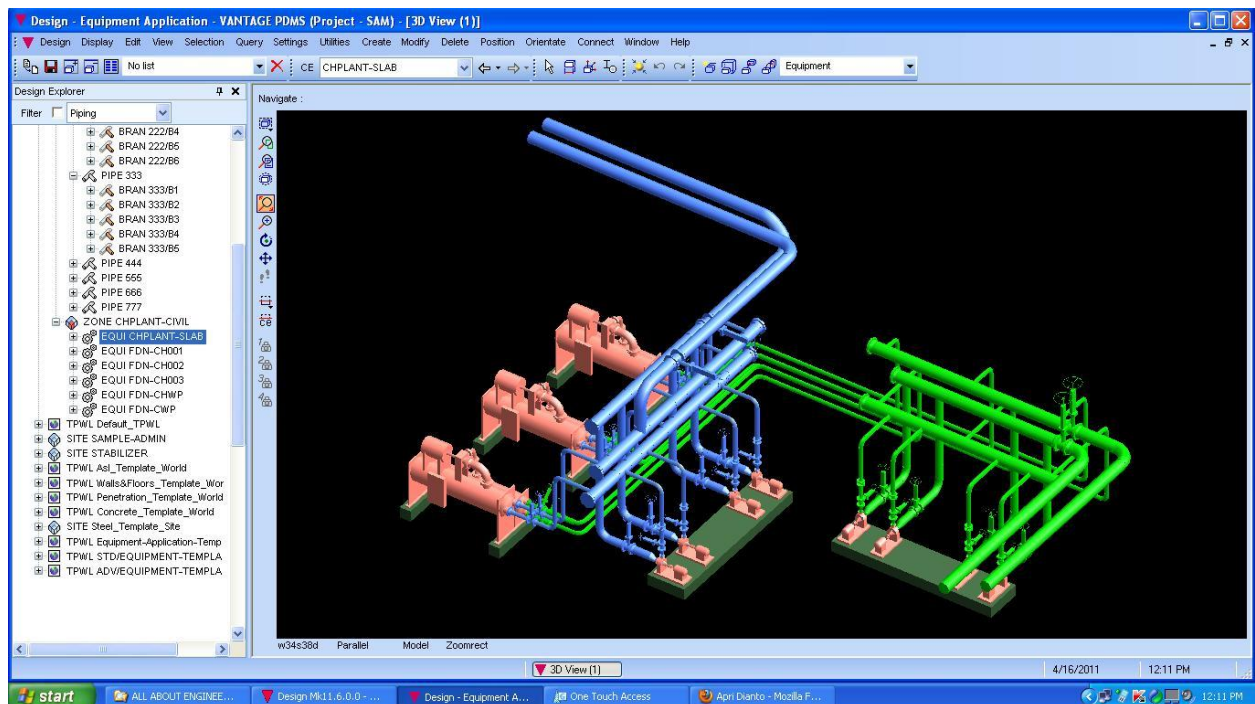 Design - Equipment Application - VANTAGE PDMS (Project - SAM) - [3D View (1)]
Design Display Edit View Selection Query Settings Utilities Create Modify Delete Position Orientate Connect Window Help
No list CE CHPLANT-SLAB Equipment
Design Explorer
Navigate :
Filter Piping
BRAN 222/B4
BRAN 222/B5
BRAN 222/B6
PIPE 333
BRAN 333/B1
BRAN 333/B2
BRAN 333/B3
BRAN 333/B4
BRAN 333/B5
PIPE 444
PIPE 555
PIPE 666
PIPE 777
ZONE CHPLANT-CIVIL
EQUI CHPLANT-SLAB
EQUI FDN-CH001
EQUI FDN-CH002
EQUI FDN-CH003
EQUI FDN-CHWP
EQUI FDN-CWP
TPWL Default_TPWL
SITE SAMPLE-ADMIN
SITE STABILIZER
TPWL Asl_Template_World
TPWL Walls&Floors_Template_Wor
TPWL Penetration_Template_World
TPWL Concrete_Template_World
SITE Steel_Template_Site
TPWL Equipment-Application-Temp
TPWL STD/EQUIPMENT-TEMPLA
TPWL ADV/EQUIPMENT-TEMPLA
ce
1
2
3
4
w34s38d Parallel Model Zoomrect
3D View (1) 4/16/2011 12:11 PM
start ALL ABOUT ENGINEE... Design Mk11.6.0.0 - ... Design - Equipment A... One Touch Access Apri Dianto - Mozilla F... 12:11 PM